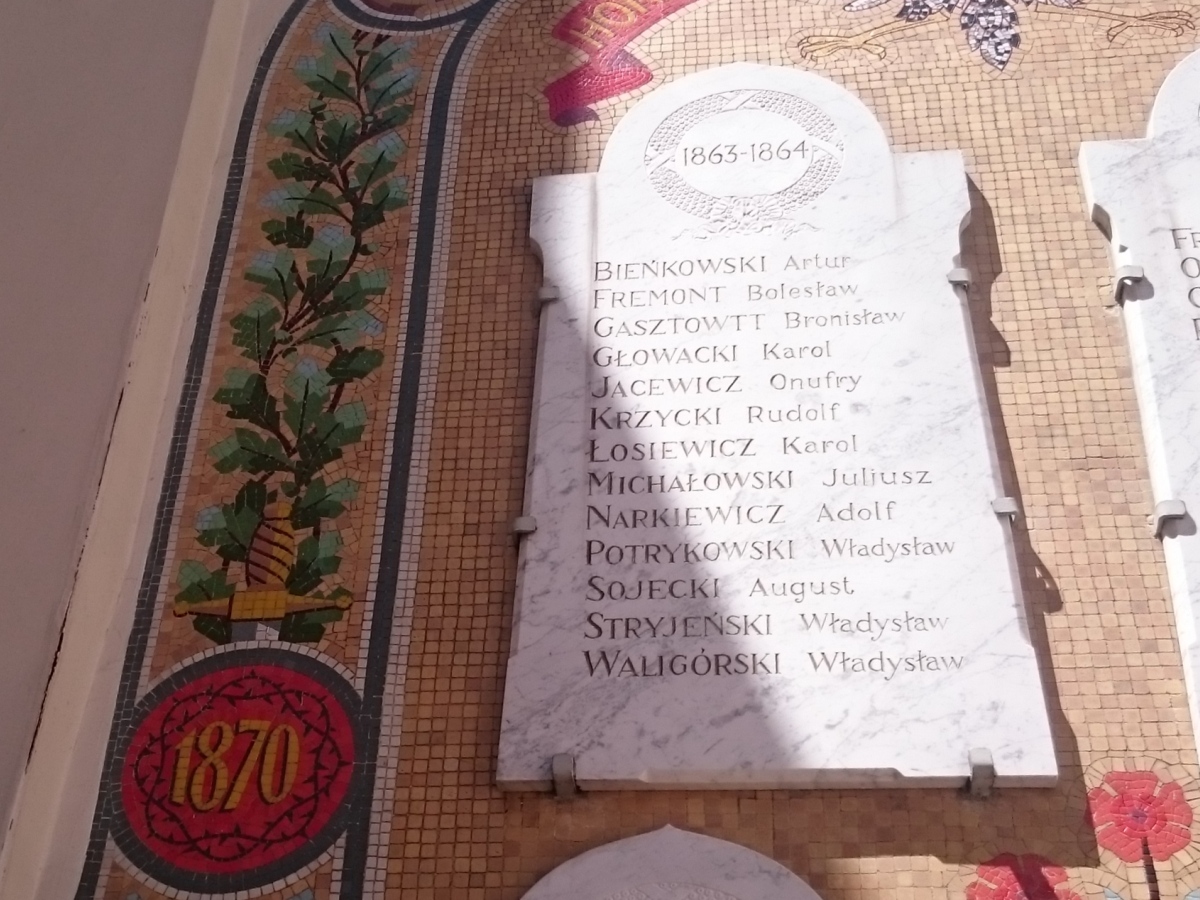 HON
1863-1864
BIEŃKOWSKI Artur
FREMONT Bolesław
GASZTOWTT Bronisław
GŁOWACKI Karol
JACEWICZ Onufry
KRZYCKI Rudolf
ŁOSIEWICZ Karol
MICHAŁOWSKI Juliusz
NARKIEWICZ Adolf
POTRYKOWSKI Władysław
SOJECKI August
STRYJEŃSKI Władysław
WALIGÓRSKI Władysław
1870